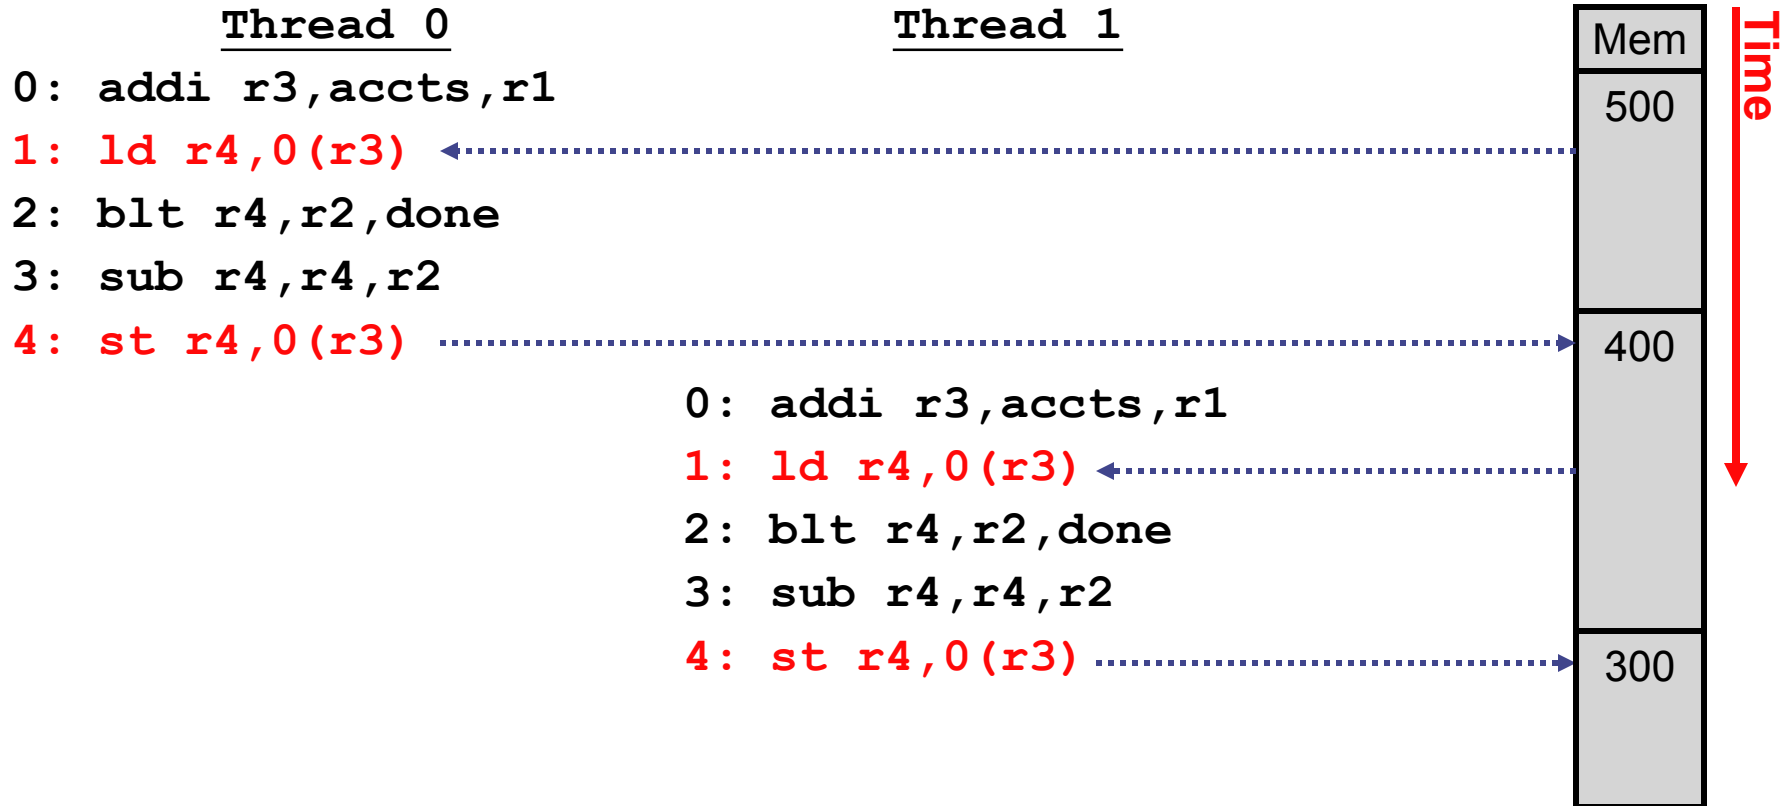 Thread 0
0: addi r3,accts,r1
1: ld r4,0(r3)
2: blt r4,r2,done
3: sub r4,r4,r2
4: st r4,0(r3)
Thread 1
0: addi r3,accts,r1
1: ld r4,0(r3)
2: blt r4,r2,done
3: sub r4,r4,r2
4: st r4,0(r3)
Mem
500
400
300
Time